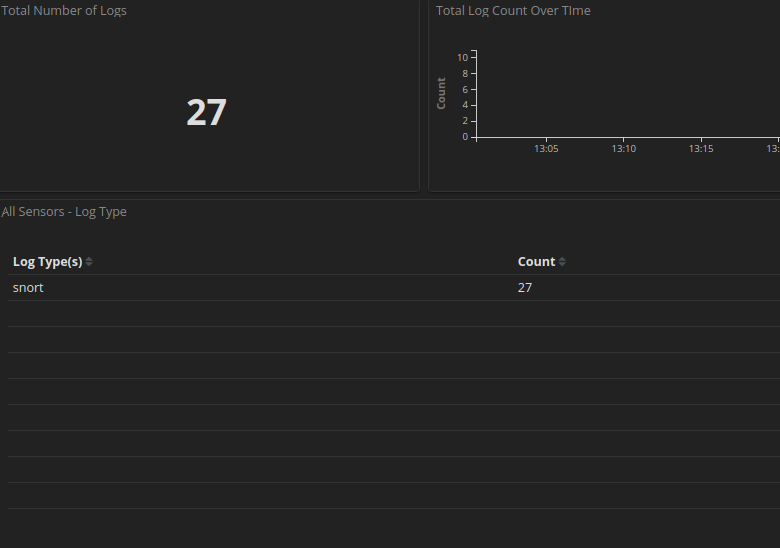 Total Number of Logs
27
Total Log Count Over TIme
Count
10
8
6
4
2
0
13:05
13:10
13:15
13:
All Sensors - Log Type
Log Type(s) Count
snort 27